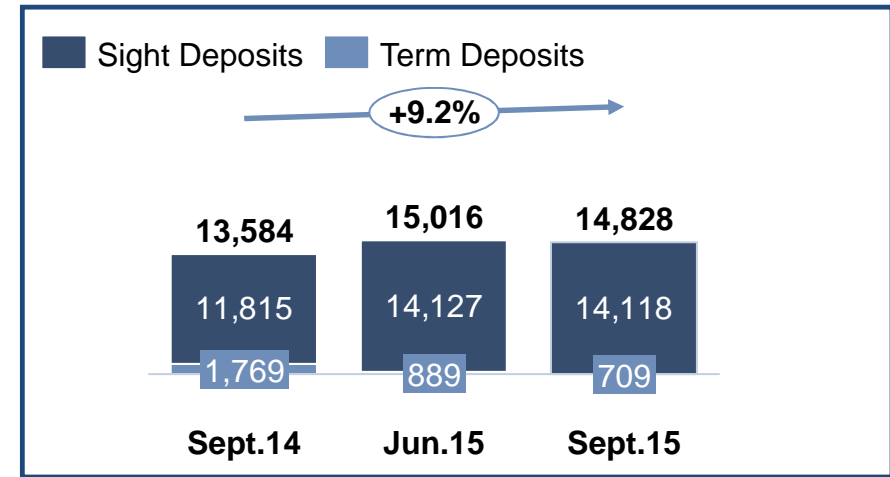 Sight Deposits Term Deposits
+9.2%
13,584 15,016 14,828
11,815 14,127 14,118
1,769 889 709
Sept.14 Jun.15 Sept.15